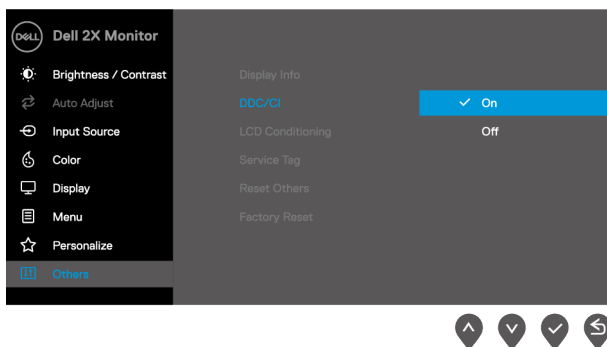 DELL Dell 2X Monitor
Brightness / Contrast
Auto Adjust
Input Source
Color
Display
Menu
Personalize
Others
Display Info
DDC/CI
LCD Conditioning
Service Tag
Reset Others
Factory Reset
On
Off